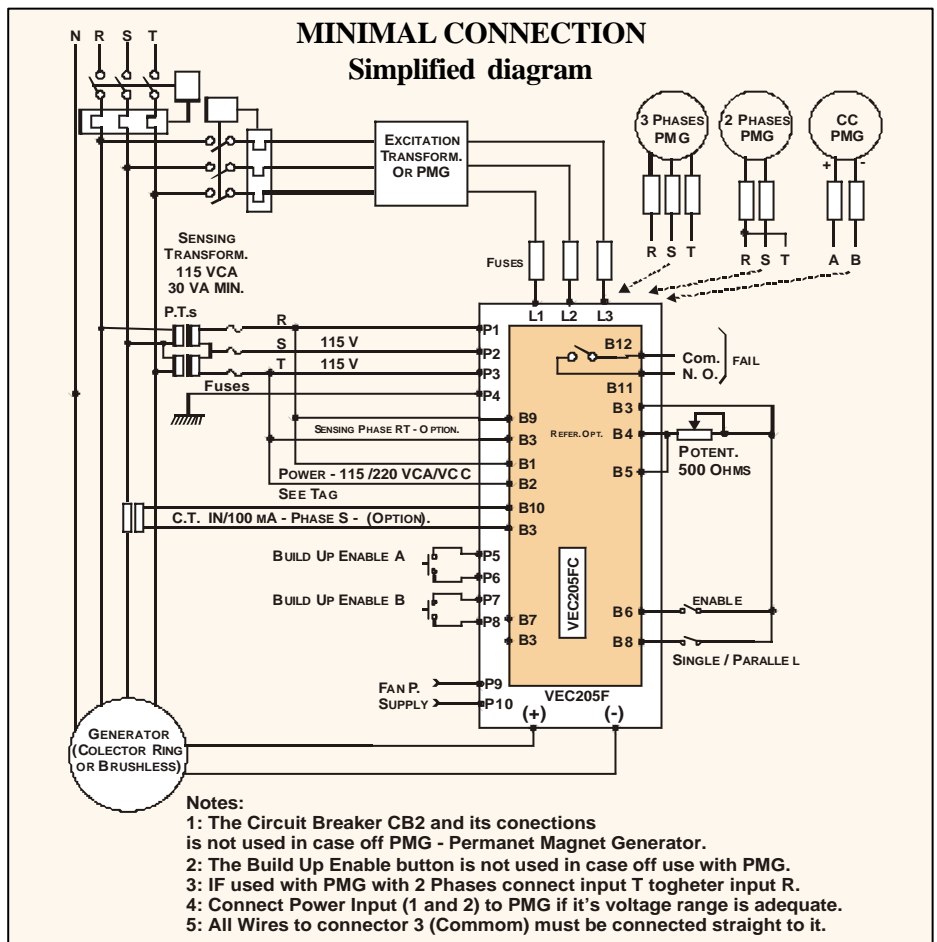 MINIMAL CONNECTION
Simplified diagram
N R S T
EXCITATION
TRANSFORM.
OR PMG
3 PHASES
PMG
2 PHASES
PMG
CC
PMG
+ -
R S T
R S T
A B
SENSING
TRANSFORM.
115 VCA
30 VA MIN.
P.T.s
FUSES
L1 L2 L3
R
P1
S 115 V
P2
T 115 V
P3
Fuses
P4
B12
Com.
N. O.
FAIL
B11
B3
B9
SENSING PHASE RT - OPTION.
B3
REFER. OPT.
B4
POTENT.
500 OHMS
B1
B5
POWER - 115 /220 VCA/VCC
B2
SEE TAG
B10
C.T. IN/100 MA - PHASE S - (OPTION).
B3
BUILD UP ENABLE A
P5
P6
BUILD UP ENABLE B
P7
P8
B7
B3
VEC205FC
B6
ENABLE
B8
SINGLE / PARALLEL
FAN P.
SUPPLY
P9
P10
VEC205F
(+) (-)
GENERATOR
(COLECTOR RING
OR BRUSHLESS)
Notes:
1: The Circuit Breaker CB2 and its conections
is not used in case off PMG - Permanet Magnet Generator.
2: The Build Up Enable button is not used in case off use with PMG.
3: IF used with PMG with 2 Phases connect input T togheter input R.
4: Connect Power Input (1 and 2) to PMG if it's voltage range is adequate.
5: All Wires to connector 3 (Commom) must be connected straight to it.